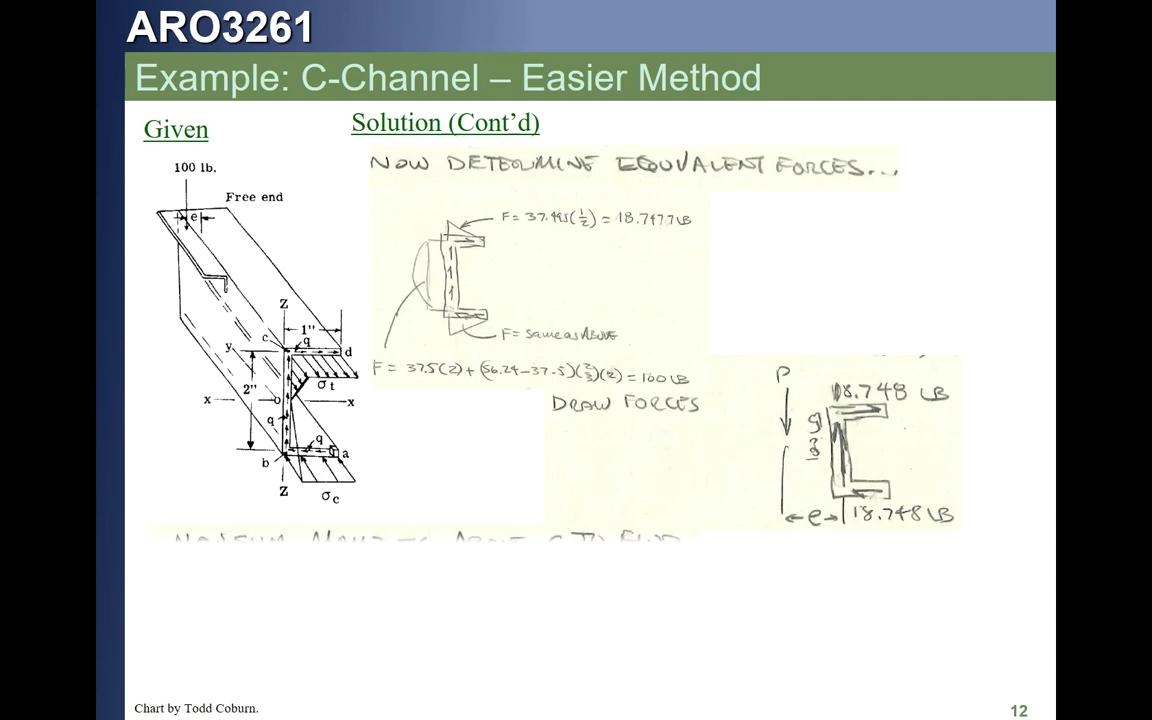 ARO3261
Example: C-Channel – Easier Method
Given
Solution (Cont'd)
NOW DETERMINE EQUIVALENT FORCES...
100 lb.
Free end
e
F = 37.495(1/2) = 18.7477 LB
Z
1"
c
q
y
d
2"
σt
F = SAME AS ABOVE
F = 37.5(2) + (56.24-37.5)(2/3)(2) = 100 LB
x
o
x
DRAW FORCES
q
q
b
a
Z
σc
P
18.748 LB
e
18.748 LB
Chart by Todd Coburn.
12